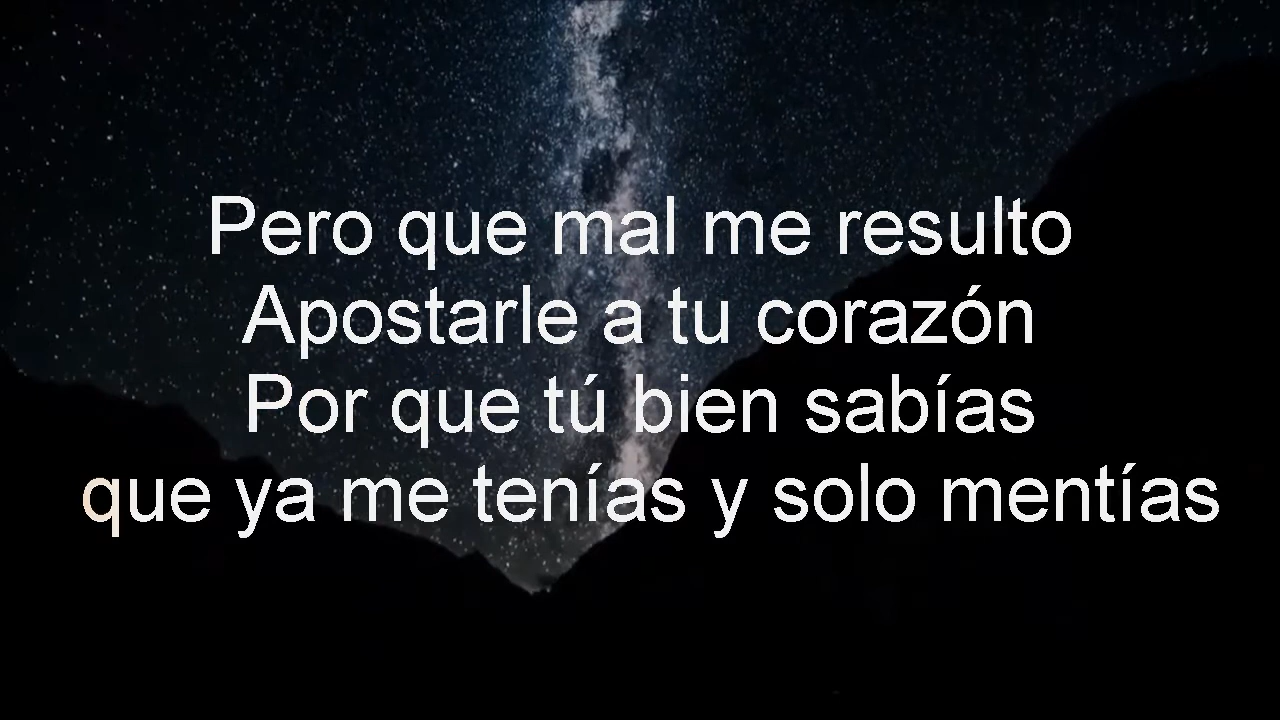 Pero que mal me resulto
Apostarle a tu corazón
Por que tú bien sabías
que ya me tenías y solo mentías